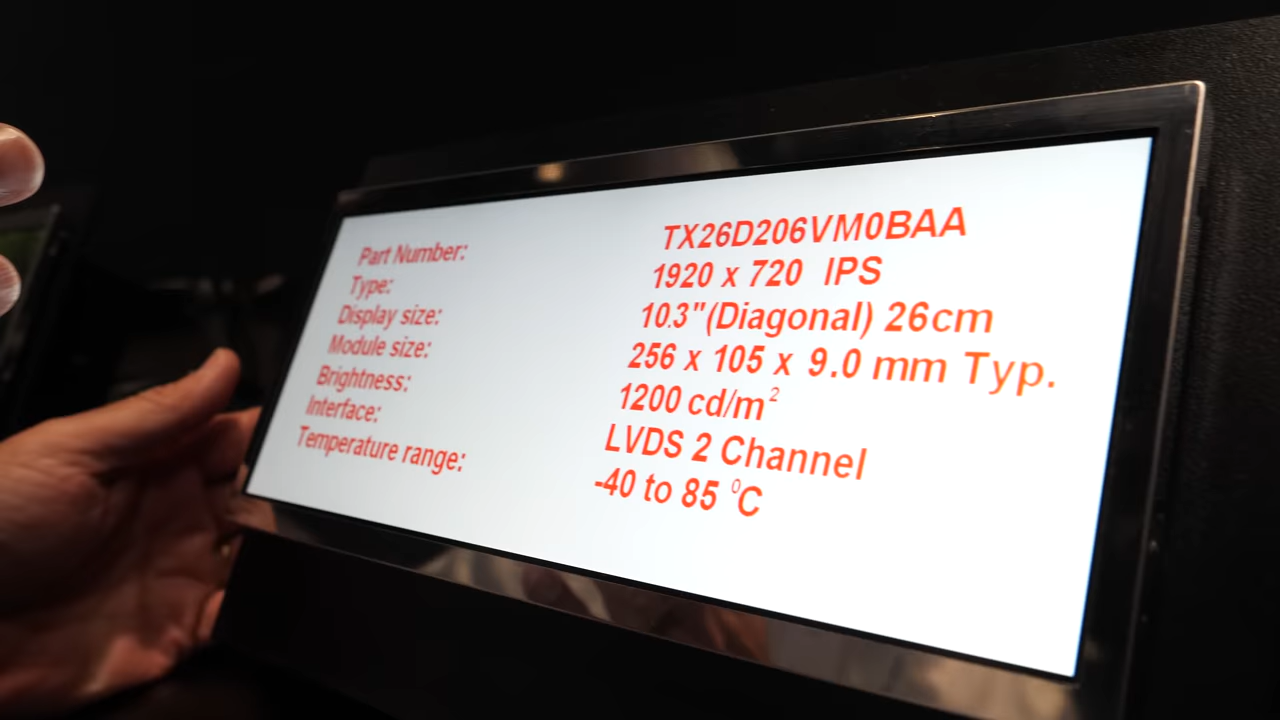 Part Number: TX26D206VM0BAA
Type: 1920 x 720 IPS
Display size: 10.3"(Diagonal) 26cm
Module size: 256 x 105 x 9.0 mm Typ.
Brightness: 1200 cd/m²
Interface: LVDS 2 Channel
Temperature range: -40 to 85 ⁰C